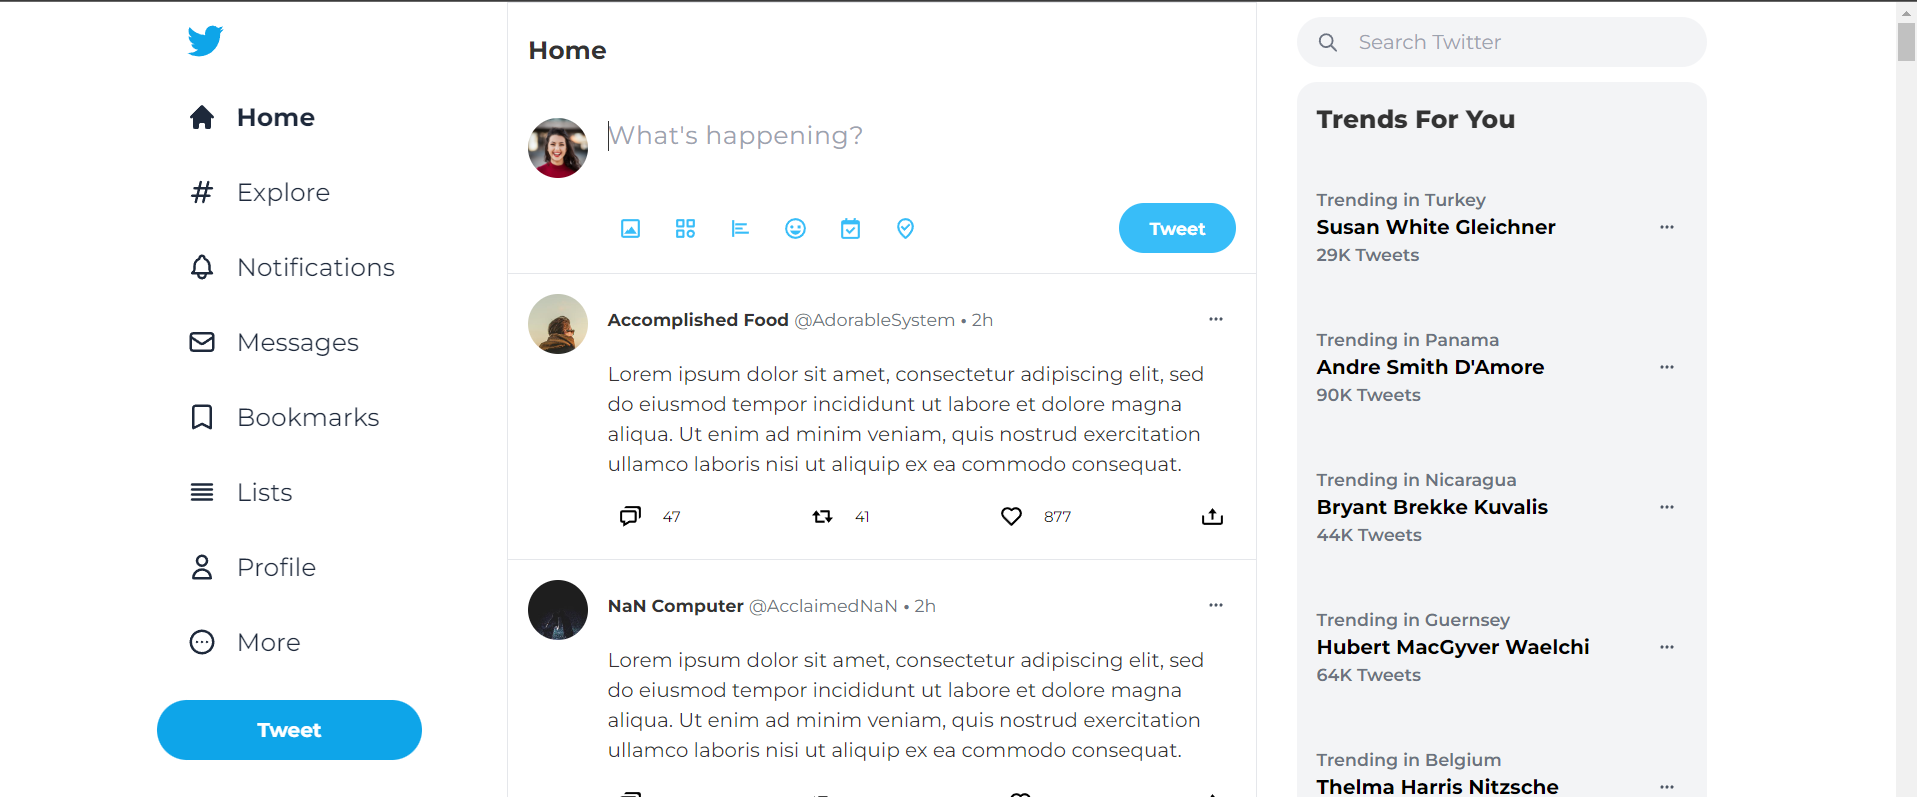 Home
Explore
Notifications
Messages
Bookmarks
Lists
Profile
More
Tweet
Home
What's happening?
Tweet
Accomplished Food @AdorableSystem • 2h
Lorem ipsum dolor sit amet, consectetur adipiscing elit, sed
do eiusmod tempor incididunt ut labore et dolore magna
aliqua. Ut enim ad minim veniam, quis nostrud exercitation
ullamco laboris nisi ut aliquip ex ea commodo consequat.
47 41 877
NaN Computer @AcclaimedNaN • 2h
Lorem ipsum dolor sit amet, consectetur adipiscing elit, sed
do eiusmod tempor incididunt ut labore et dolore magna
aliqua. Ut enim ad minim veniam, quis nostrud exercitation
ullamco laboris nisi ut aliquip ex ea commodo consequat.
Search Twitter
Trends For You
Trending in Turkey
Susan White Gleichner
29K Tweets
Trending in Panama
Andre Smith D'Amore
90K Tweets
Trending in Nicaragua
Bryant Brekke Kuvalis
44K Tweets
Trending in Guernsey
Hubert MacGyver Waelchi
64K Tweets
Trending in Belgium
Thelma Harris Nitzsche